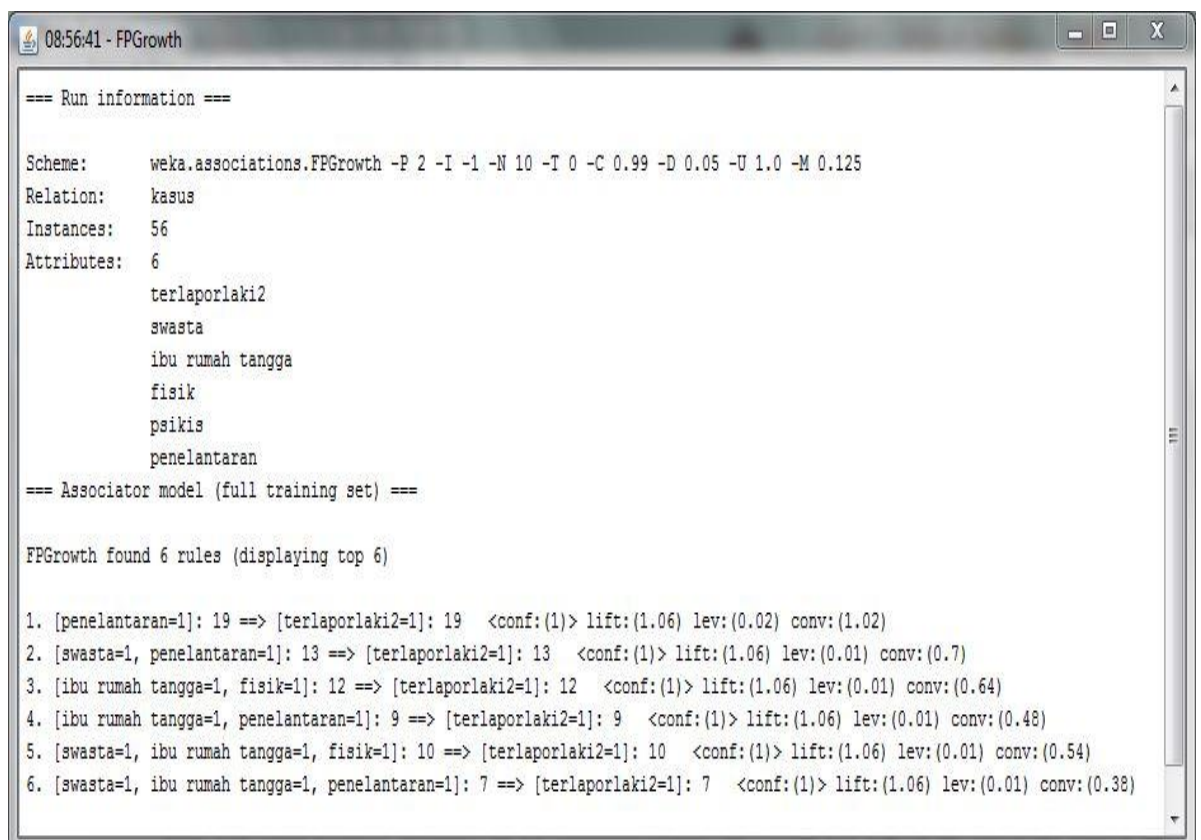 08:56:41 - FPGrowth
=== Run information ===
Scheme: weka.associations.FPGrowth -P 2 -I -1 -N 10 -T 0 -C 0.99 -D 0.05 -U 1.0 -M 0.125
Relation: kasus
Instances: 56
Attributes: 6
terlaporlaki2
swasta
ibu rumah tangga
fisik
psikis
penelantaran
=== Associator model (full training set) ===
FPGrowth found 6 rules (displaying top 6)
1. [penelantaran=1]: 19 ==> [terlaporlaki2=1]: 19 <conf:(1)> lift:(1.06) lev:(0.02) conv:(1.02)
2. [swasta=1, penelantaran=1]: 13 ==> [terlaporlaki2=1]: 13 <conf:(1)> lift:(1.06) lev:(0.01) conv:(0.7)
3. [ibu rumah tangga=1, fisik=1]: 12 ==> [terlaporlaki2=1]: 12 <conf:(1)> lift:(1.06) lev:(0.01) conv:(0.64)
4. [ibu rumah tangga=1, penelantaran=1]: 9 ==> [terlaporlaki2=1]: 9 <conf:(1)> lift:(1.06) lev:(0.01) conv:(0.48)
5. [swasta=1, ibu rumah tangga=1, fisik=1]: 10 ==> [terlaporlaki2=1]: 10 <conf:(1)> lift:(1.06) lev:(0.01) conv:(0.54)
6. [swasta=1, ibu rumah tangga=1, penelantaran=1]: 7 ==> [terlaporlaki2=1]: 7 <conf:(1)> lift:(1.06) lev:(0.01) conv:(0.38)